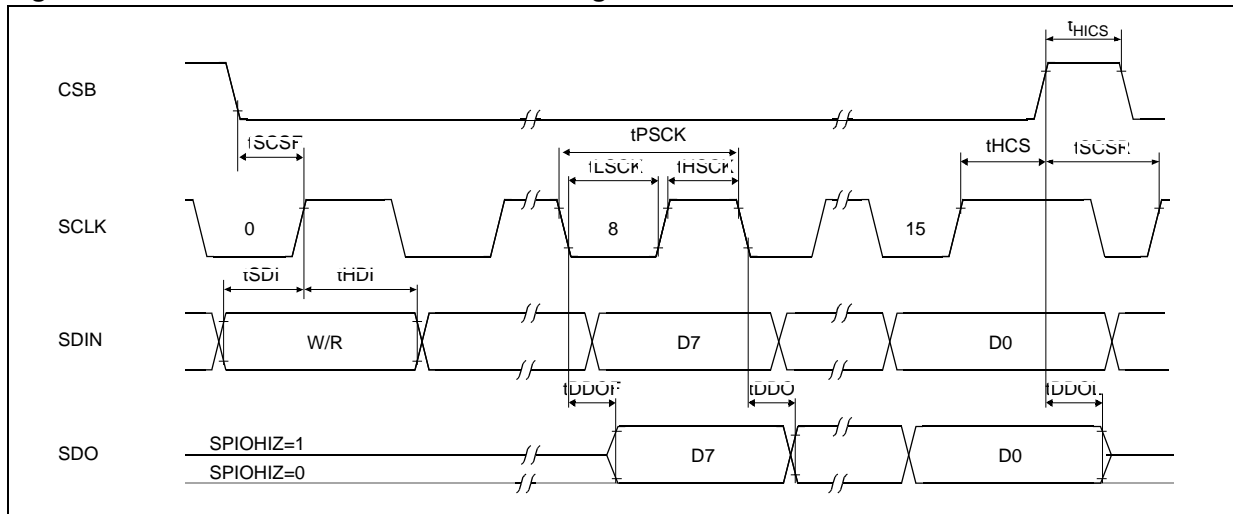 tHICS
CSB
tPSCK
tSCSF
tLSCK
tHSCK
tHCS
tSCSR
SCLK
0
8
15
tSDI
tHDI
SDIN
W/R
D7
D0
tDDOF
tDDO
tDDOL
SDO
SPIOHIZ=1
SPIOHIZ=0
D7
D0